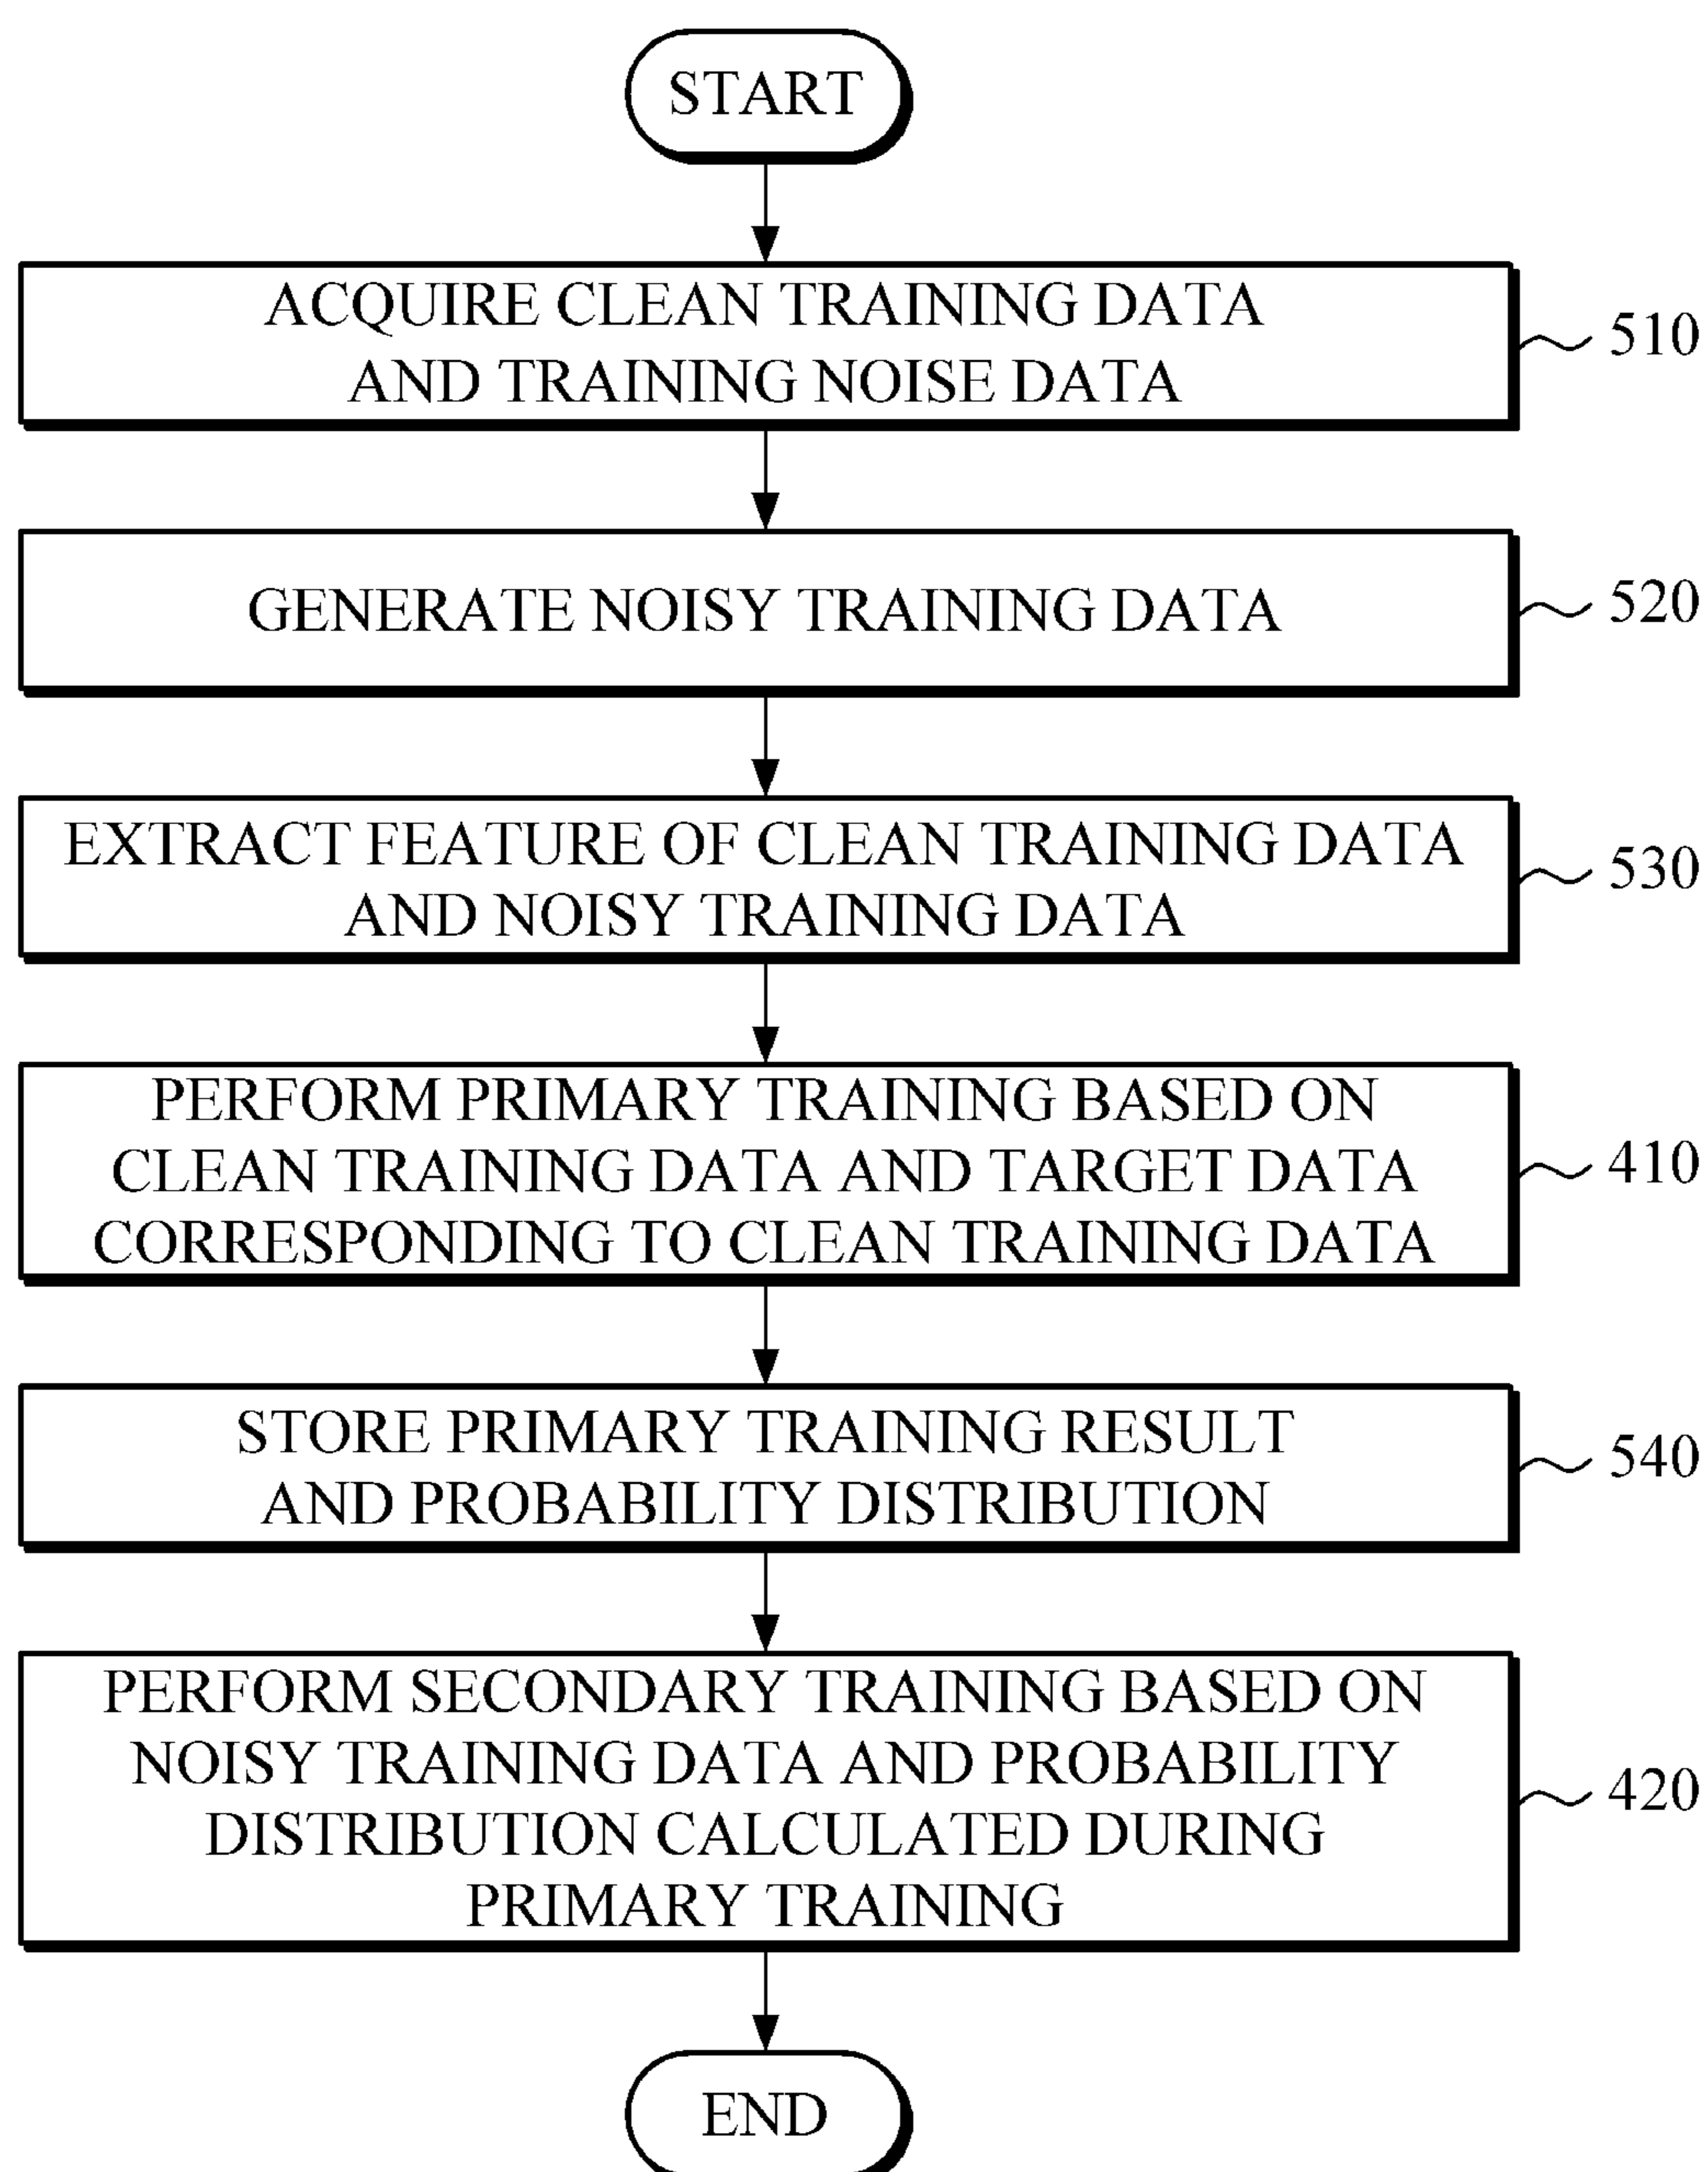 START
ACQUIRE CLEAN TRAINING DATA
AND TRAINING NOISE DATA
510
GENERATE NOISY TRAINING DATA
520
EXTRACT FEATURE OF CLEAN TRAINING DATA
AND NOISY TRAINING DATA
530
PERFORM PRIMARY TRAINING BASED ON
CLEAN TRAINING DATA AND TARGET DATA
CORRESPONDING TO CLEAN TRAINING DATA
410
STORE PRIMARY TRAINING RESULT
AND PROBABILITY DISTRIBUTION
540
PERFORM SECONDARY TRAINING BASED ON
NOISY TRAINING DATA AND PROBABILITY
DISTRIBUTION CALCULATED DURING
PRIMARY TRAINING
420
END